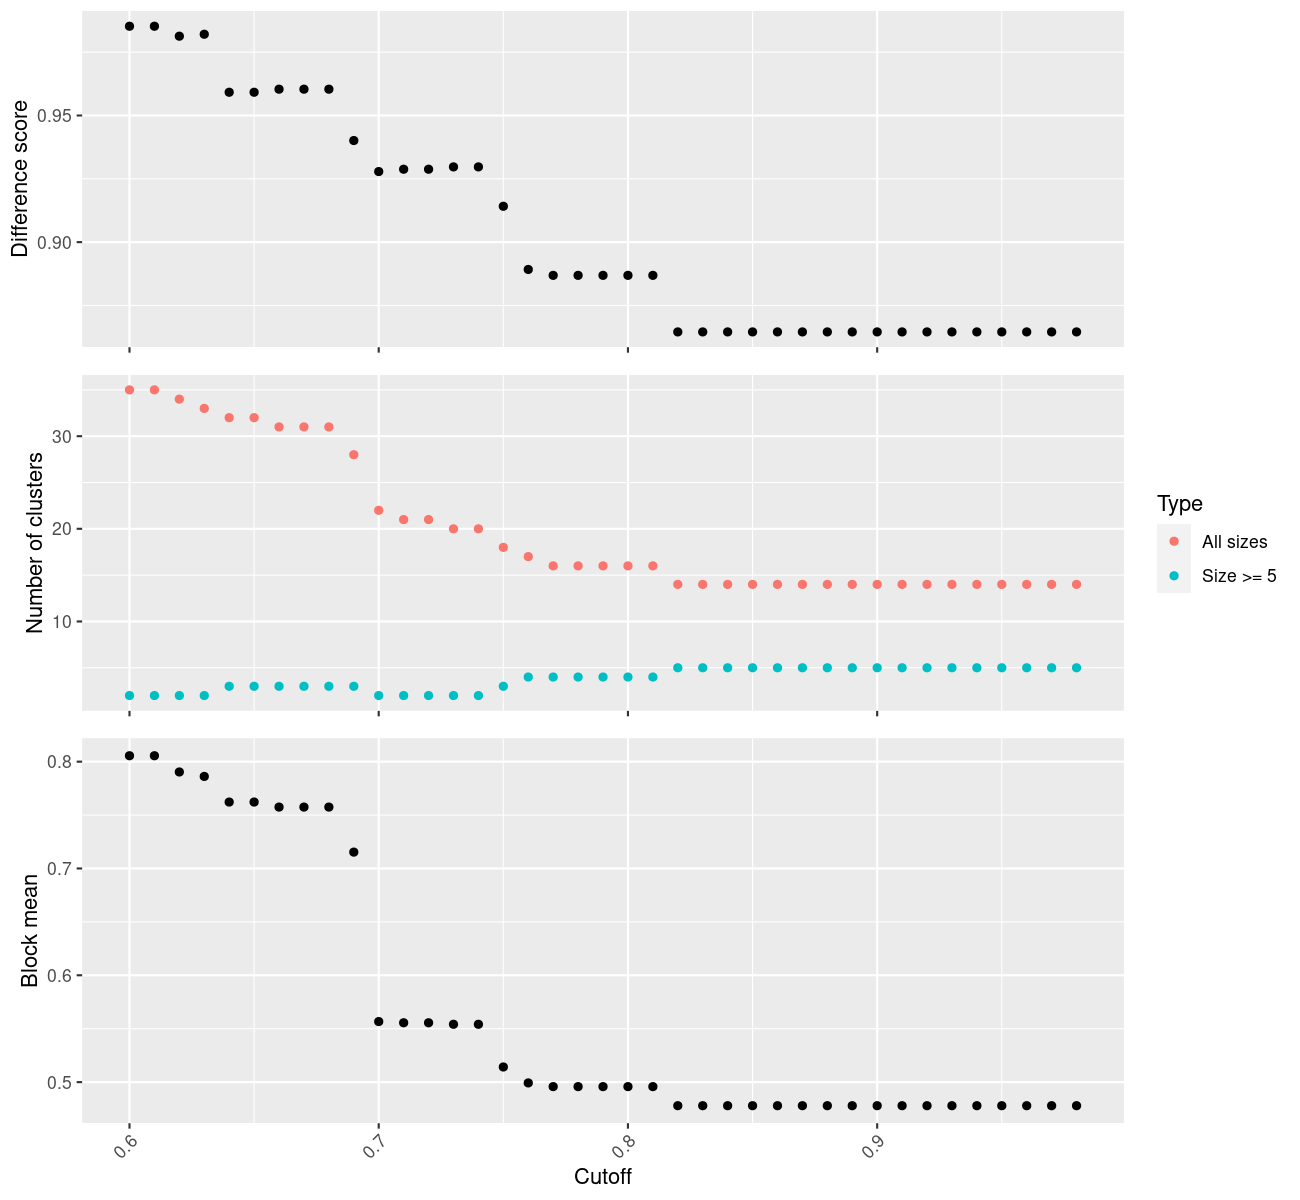 Difference score
0.95
0.90
Number of clusters
30
20
10
Type
All sizes
Size >= 5
Block mean
0.8
0.7
0.6
0.5
0.6
0.7
0.8
0.9
Cutoff